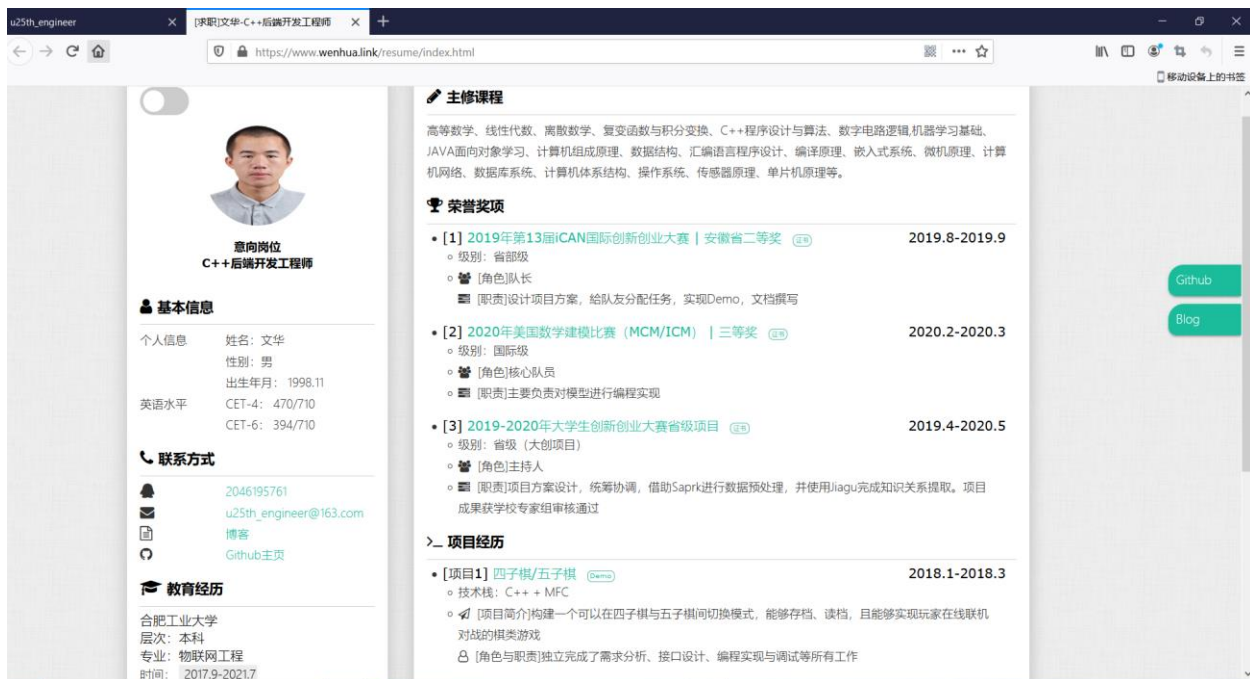 u25th_engineer
[求职]文华-C++后端开发工程师
https://www.wenhua.link/resume/index.html
移动设备上的书签
意向岗位
C++后端开发工程师
基本信息
个人信息 姓名：文华
性别：男
出生年月： 1998.11
英语水平 CET-4： 470/710
CET-6： 394/710
联系方式
2046195761
u25th_engineer@163.com
博客
Github主页
教育经历
合肥工业大学
层次：本科
专业：物联网工程
时间： 2017.9-2021.7
主修课程
高等数学、线性代数、离散数学、复变函数与积分变换、C++程序设计与算法、数字电路逻辑,机器学习基础、
JAVA面向对象学习、计算机组成原理、数据结构、汇编语言程序设计、编译原理、嵌入式系统、微机原理、计算
机网络、数据库系统、计算机体系结构、操作系统、传感器原理、单片机原理等。
荣誉奖项
[1] 2019年第13届iCAN国际创新创业大赛 | 安徽省二等奖 证书 2019.8-2019.9
级别：省部级
[角色]队长
[职责]设计项目方案，给队友分配任务，实现Demo，文档撰写
[2] 2020年美国数学建模比赛（MCM/ICM） | 三等奖 证书 2020.2-2020.3
级别：国际级
[角色]核心队员
[职责]主要负责对模型进行编程实现
[3] 2019-2020年大学生创新创业大赛省级项目 证书 2019.4-2020.5
级别：省级（大创项目）
[角色]主持人
[职责]项目方案设计，统筹协调，借助Saprk进行数据预处理，并使用Jiagu完成知识关系提取。项目
成果获学校专家组审核通过
项目经历
[项目1] 四子棋/五子棋 Demo 2018.1-2018.3
技术栈：C++ + MFC
[项目简介]构建一个可以在四子棋与五子棋间切换模式，能够存档、读档，且能够实现玩家在线联机
对战的棋类游戏
[角色与职责]独立完成了需求分析、接口设计、编程实现与调试等所有工作
Github
Blog